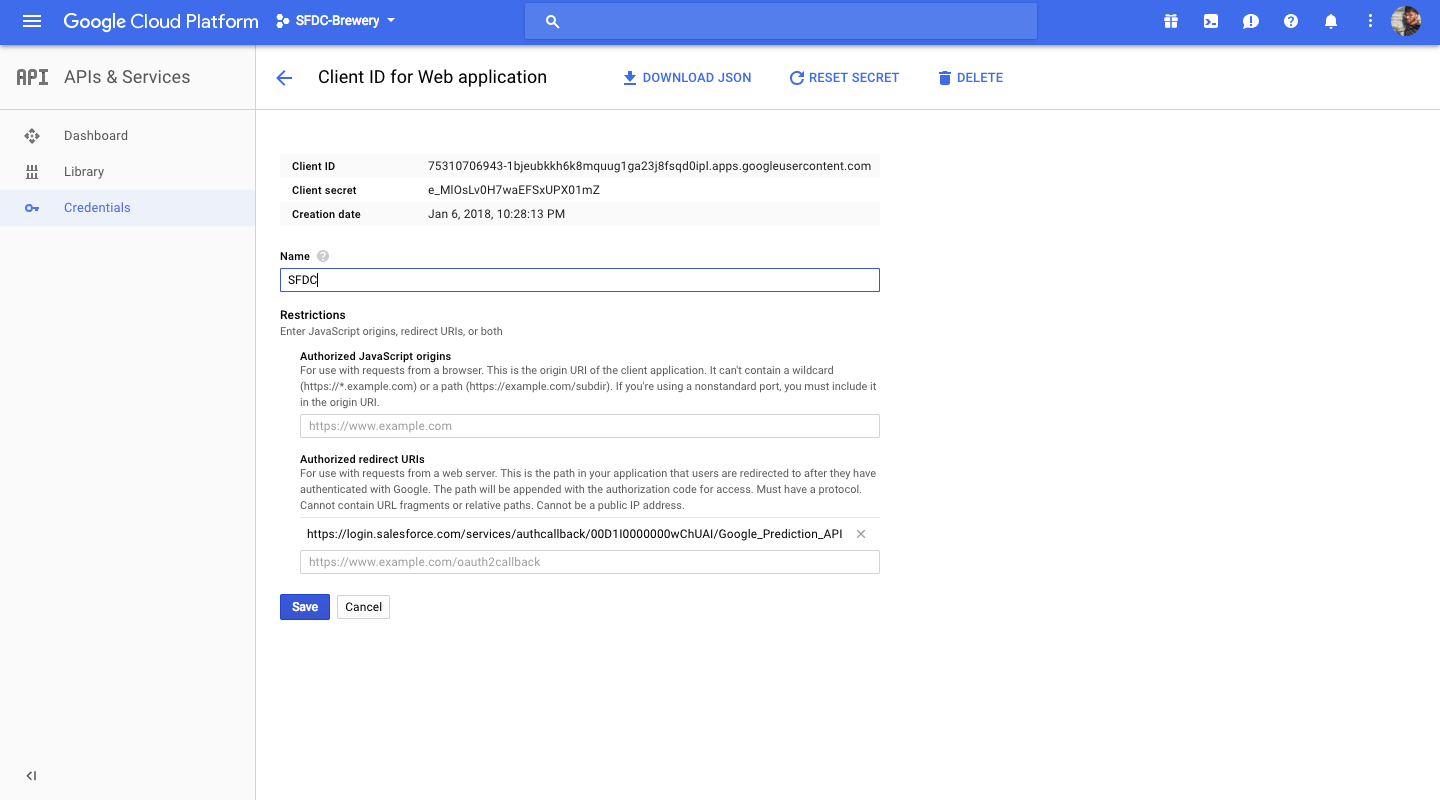 Google Cloud Platform
SFDC-Brewery
API APIs & Services
Client ID for Web application
DOWNLOAD JSON
RESET SECRET
DELETE
Dashboard
Library
Credentials
Client ID 75310706943-1bjeubkkh6k8mquug1ga23j8fsqd0ipl.apps.googleusercontent.com
Client secret e_MlOsLv0H7waEFSxUPX01mZ
Creation date Jan 6, 2018, 10:28:13 PM
Name
SFDC
Restrictions
Enter JavaScript origins, redirect URIs, or both
Authorized JavaScript origins
For use with requests from a browser. This is the origin URI of the client application. It can't contain a wildcard
(https://*.example.com) or a path (https://example.com/subdir). If you're using a nonstandard port, you must include it
in the origin URI.
https://www.example.com
Authorized redirect URIs
For use with requests from a web server. This is the path in your application that users are redirected to after they have
authenticated with Google. The path will be appended with the authorization code for access. Must have a protocol.
Cannot contain URL fragments or relative paths. Cannot be a public IP address.
https://login.salesforce.com/services/authcallback/00D1I0000000wChUAI/Google_Prediction_API
https://www.example.com/oauth2callback
Save
Cancel